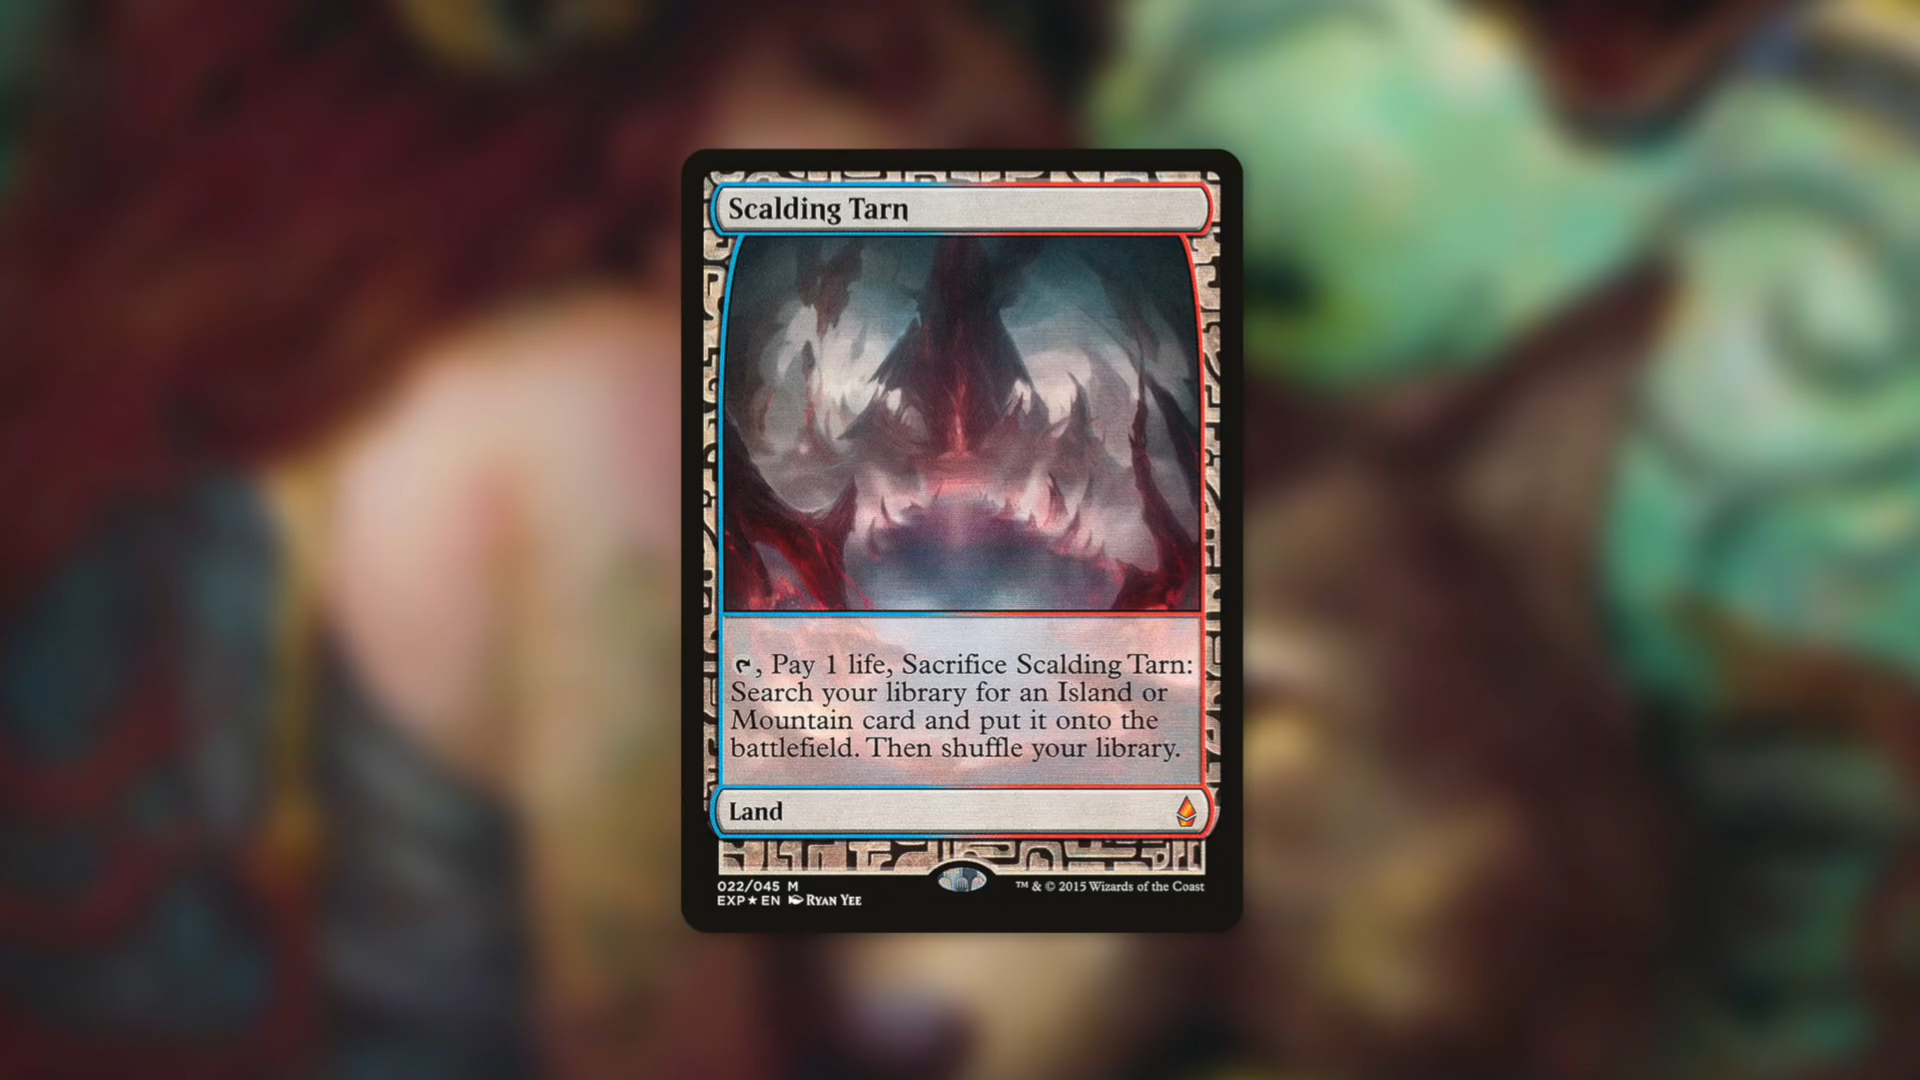 Scalding Tarn
, Pay 1 life, Sacrifice Scalding Tarn:
Search your library for an Island or
Mountain card and put it onto the
battlefield. Then shuffle your library.
Land
022/045 M
EXP★EN Ryan Yee
™ & © 2015 Wizards of the Coast